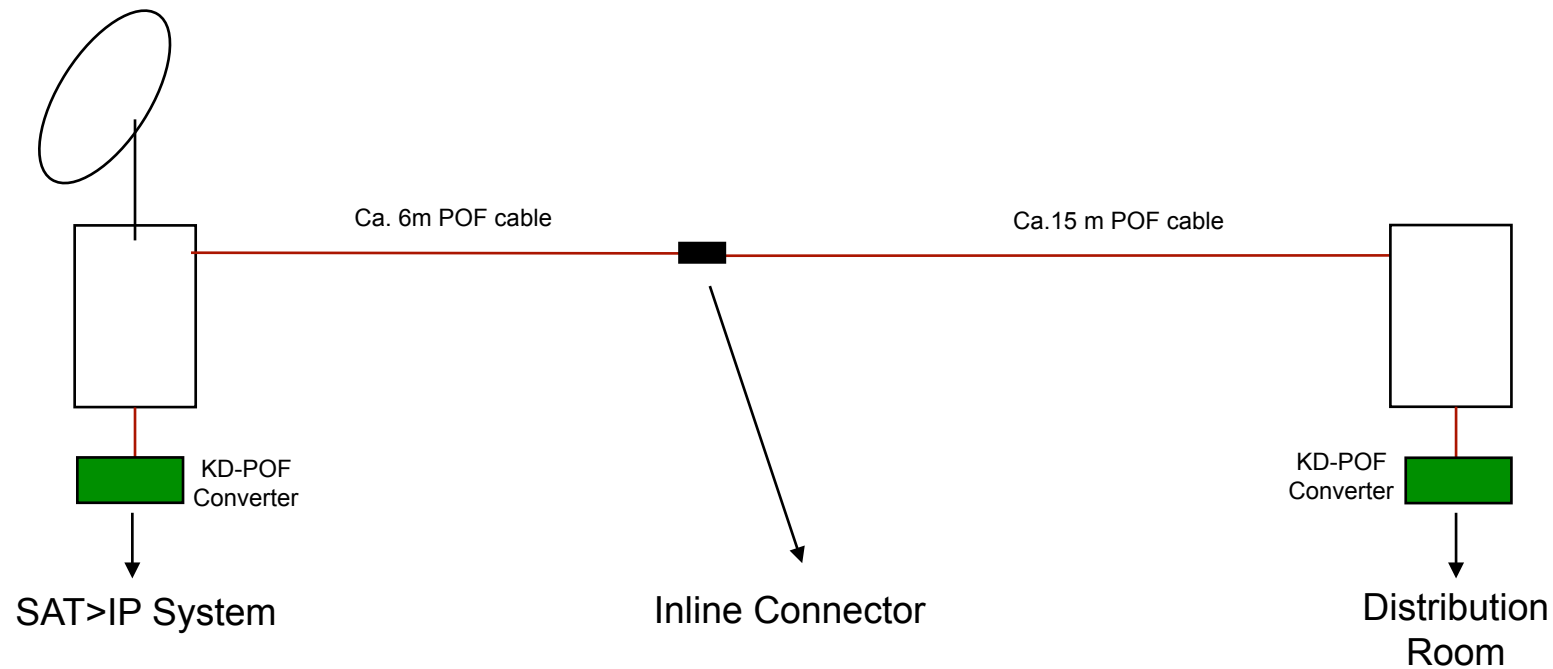 Ca. 6m POF cable
Ca.15 m POF cable
KD-POF
Converter
KD-POF
Converter
SAT>IP System
Inline Connector
Distribution
Room